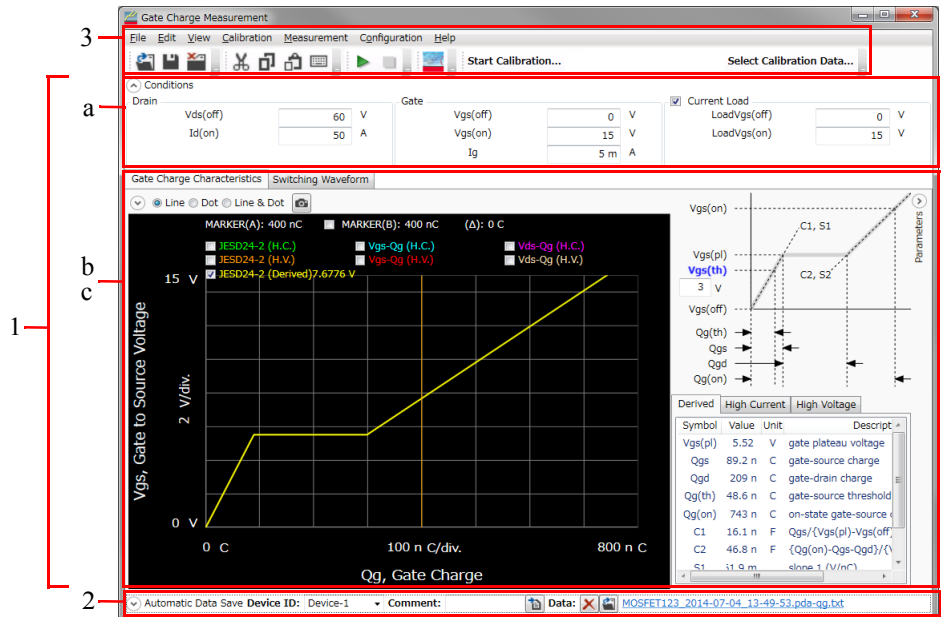 Gate Charge Measurement
3
File Edit View Calibration Measurement Configuration Help
Start Calibration... Select Calibration Data...
1
a
Conditions
Drain
Vds(off) 60 V
Id(on) 50 A
Gate
Vgs(off) 0 V
Vgs(on) 15 V
Ig 5 m A
Current Load
LoadVgs(off) 0 V
LoadVgs(on) 15 V
b
c
Gate Charge Characteristics Switching Waveform
Line Dot Line & Dot
MARKER(A): 400 nC MARKER(B): 400 nC (Δ): 0 C
JESD24-2 (H.C.) Vgs-Qg (H.C.) Vds-Qg (H.C.)
JESD24-2 (H.V.) Vgs-Qg (H.V.) Vds-Qg (H.V.)
JESD24-2 (Derived)7.6776 V
15 V
Vgs, Gate to Source Voltage
2 V/div.
0 V
0 C 100 n C/div. 800 n C
Qg, Gate Charge
Parameters
Vgs(on)
C1, S1
Vgs(pl)
Vgs(th)
C2, S2
3 V
Vgs(off)
Qg(th)
Qgs
Qgd
Qg(on)
Derived High Current High Voltage
Symbol Value Unit Descript
Vgs(pl) 5.52 V gate plateau voltage
Qgs 89.2 n C gate-source charge
Qgd 209 n C gate-drain charge
Qg(th) 48.6 n C gate-source threshold
Qg(on) 743 n C on-state gate-source
C1 16.1 n F Qgs/{Vgs(pl)-Vgs(off)
C2 46.8 n F {Qg(on)-Qgs-Qgd}/{
S1 slope 1 (V/nC)
2
Automatic Data Save Device ID: Device-1 Comment: Data: MOSFET123_2014-07-04_13-49-53.pda-qg.txt